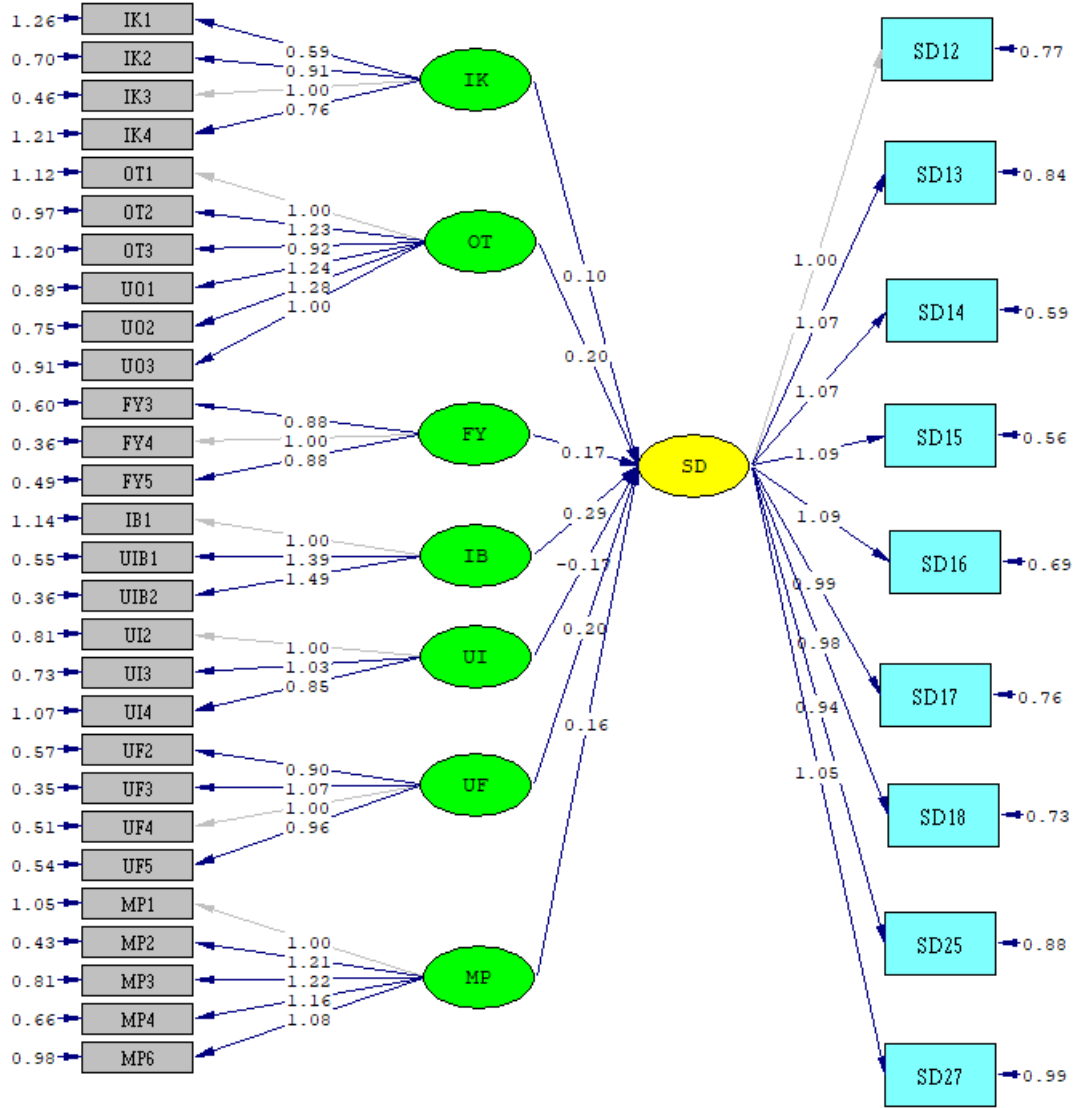 1.26 IK1
0.70 IK2
0.46 IK3
1.21 IK4
1.12 OT1
0.97 OT2
1.20 OT3
0.89 UO1
0.75 UO2
0.91 UO3
0.60 FY3
0.36 FY4
0.49 FY5
1.14 IB1
0.55 UIB1
0.36 UIB2
0.81 UI2
0.73 UI3
1.07 UI4
0.57 UF2
0.35 UF3
0.51 UF4
0.54 UF5
1.05 MP1
0.43 MP2
0.81 MP3
0.66 MP4
0.98 MP6
0.59
0.91
1.00
0.76
1.00
1.23
0.92
1.24
1.28
1.00
0.88
1.00
0.88
1.00
1.39
1.49
1.00
1.03
0.85
0.90
1.07
1.00
0.96
1.00
1.21
1.22
1.16
1.08
IK
OT
FY
IB
UI
UF
MP
0.10
0.20
0.17
0.29
-0.17
0.20
0.16
SD
1.00
1.07
1.07
1.09
1.09
0.99
0.98
0.94
1.05
SD12 0.77
SD13 0.84
SD14 0.59
SD15 0.56
SD16 0.69
SD17 0.76
SD18 0.73
SD25 0.88
SD27 0.99